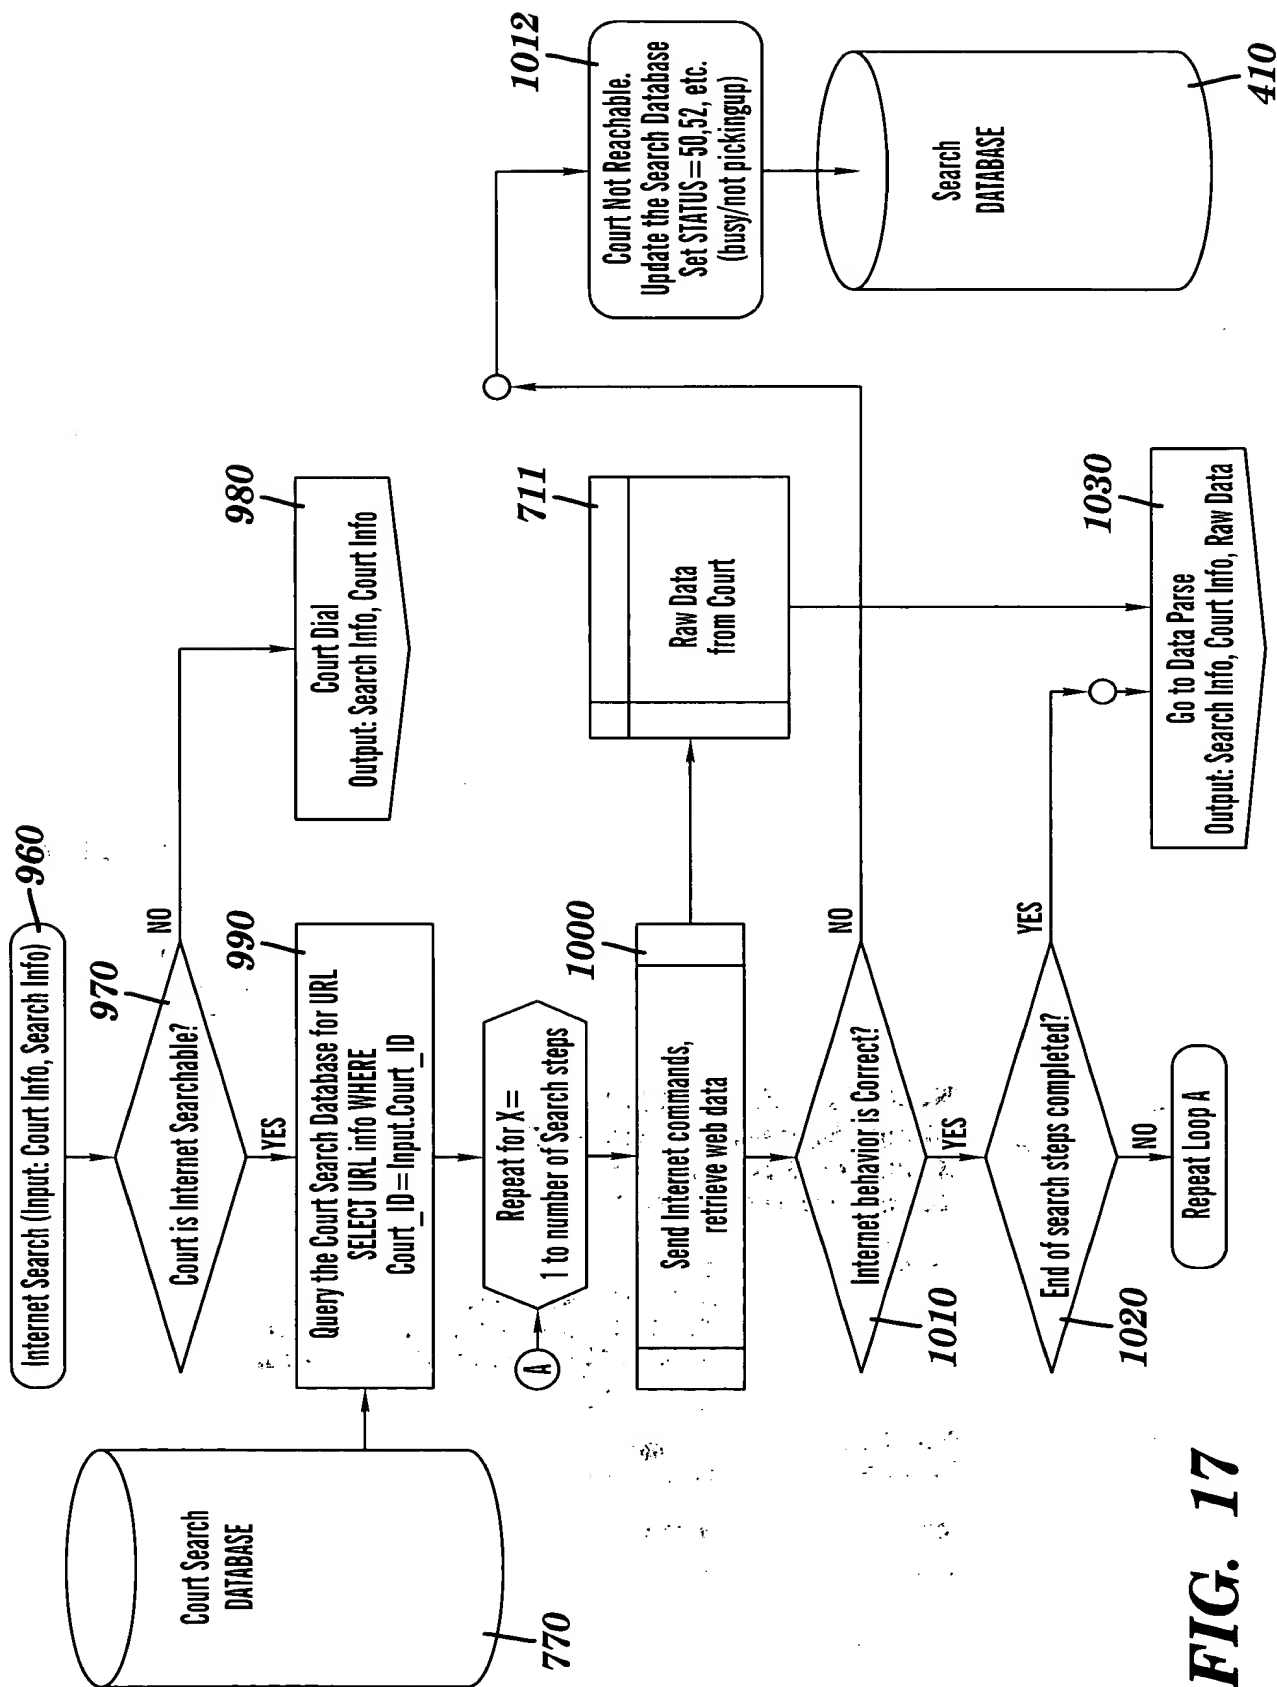 Internet Search (Input: Court Info, Search Info)
960
970
Court is Internet Searchable?
NO
YES
980
Court Dial
Output: Search Info, Court Info
Court Search
DATABASE
770
990
Query the Court Search Database for URL
SELECT URL info WHERE
Court_ID=Input.Court_ID
A
Repeat for X=
1 to number of Search steps
1000
Send Internet commands,
retrieve web data
711
Raw Data
from Court
1012
Court Not Reachable.
Update the Search Database
Set STATUS=50,52, etc.
(busy/not pickingup)
Search
DATABASE
410
Internet behavior is Correct?
1010
NO
YES
End of search steps completed?
1020
YES
NO
1030
Go to Data Parse
Output: Search Info, Court Info, Raw Data
Repeat Loop A
FIG. 17